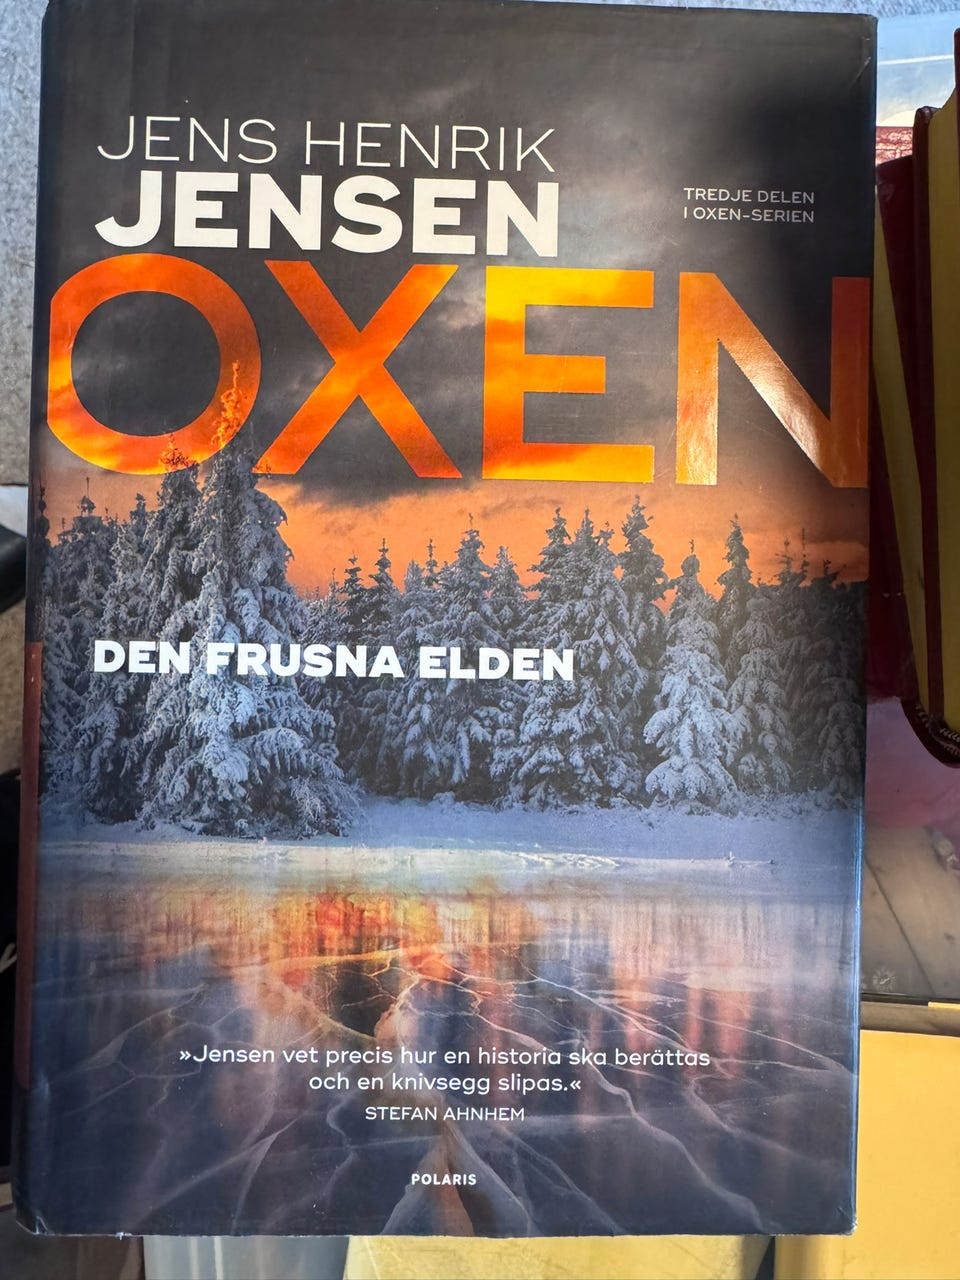 JENS HENRIK
JENSEN
TREDJE DELEN
I OXEN-SERIEN
OXEN
DEN FRUSNA ELDEN
»Jensen vet precis hur en historia ska berättas
och en knivsegg slipas.«
STEFAN AHNHEM
POLARIS